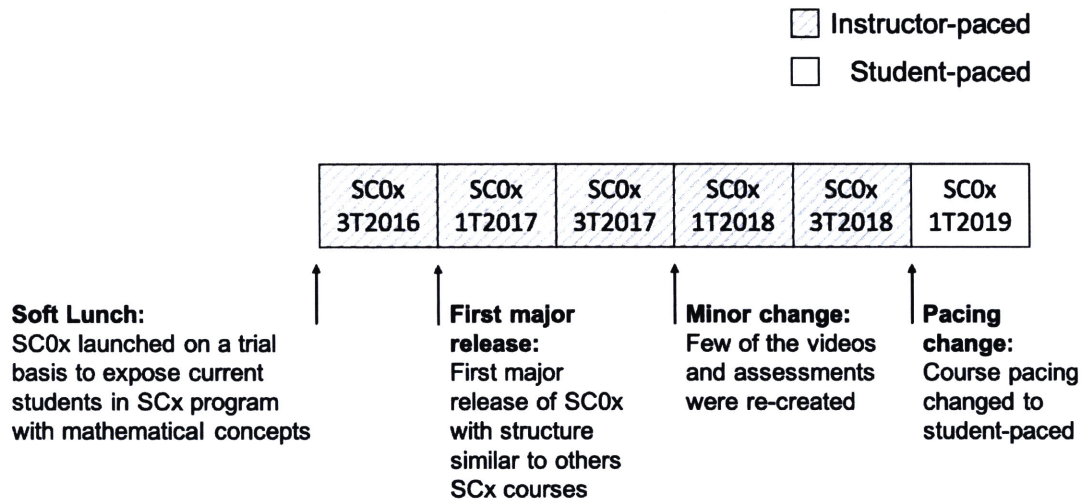 Instructor-paced
Student-paced
SC0x
3T2016
SC0x
1T2017
SC0x
3T2017
SC0x
1T2018
SC0x
3T2018
SC0x
1T2019
Soft Lunch:
SC0x launched on a trial
basis to expose current
students in SCx program
with mathematical concepts
First major
release:
First major
release of SC0x
with structure
similar to others
SCx courses
Minor change:
Few of the videos
and assessments
were re-created
Pacing
change:
Course pacing
changed to
student-paced